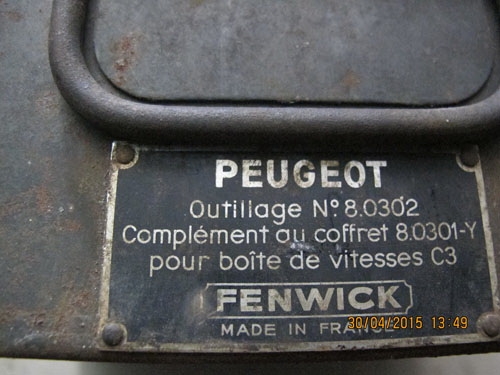 PEUGEOT
Outillage N° 8.0302
Complément au coffret 8.0301-Y
pour boîte de vitesses C3
FENWICK
MADE IN FRANCE
30/04/2015 13:49